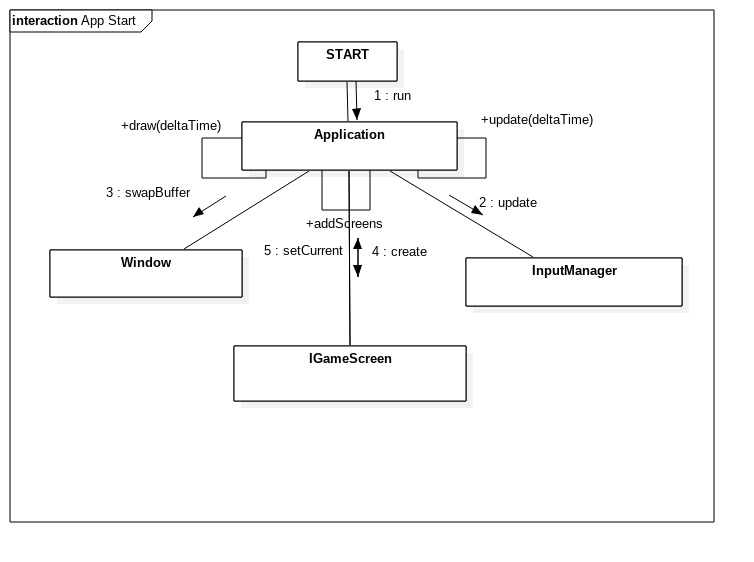 interaction App Start
START
1 : run
+draw(deltaTime)
+update(deltaTime)
Application
3 : swapBuffer
2 : update
+addScreens
5 : setCurrent
4 : create
Window
InputManager
IGameScreen